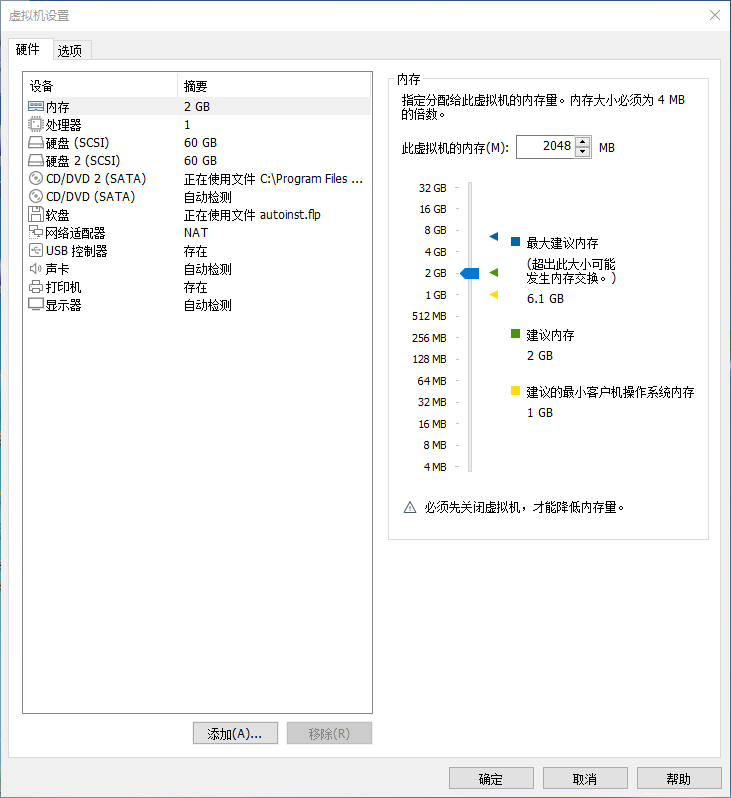 虚拟机设置
硬件 选项
设备 摘要
内存 2 GB
处理器 1
硬盘 (SCSI) 60 GB
硬盘 2 (SCSI) 60 GB
CD/DVD 2 (SATA) 正在使用文件 C:\Program Files ...
CD/DVD (SATA) 自动检测
软盘 正在使用文件 autoinst.flp
网络适配器 NAT
USB 控制器 存在
声卡 自动检测
打印机 存在
显示器 自动检测
添加(A)... 移除(R)
内存
指定分配给此虚拟机的内存量。内存大小必须为 4 MB
的倍数。
此虚拟机的内存(M): 2048 MB
32 GB
16 GB
8 GB
4 GB
2 GB
1 GB
512 MB
256 MB
128 MB
64 MB
32 MB
16 MB
8 MB
4 MB
最大建议内存
(超出此大小可能
发生内存交换。)
6.1 GB
建议内存
2 GB
建议的最小客户机操作系统内存
1 GB
必须先关闭虚拟机，才能降低内存量。
确定 取消 帮助